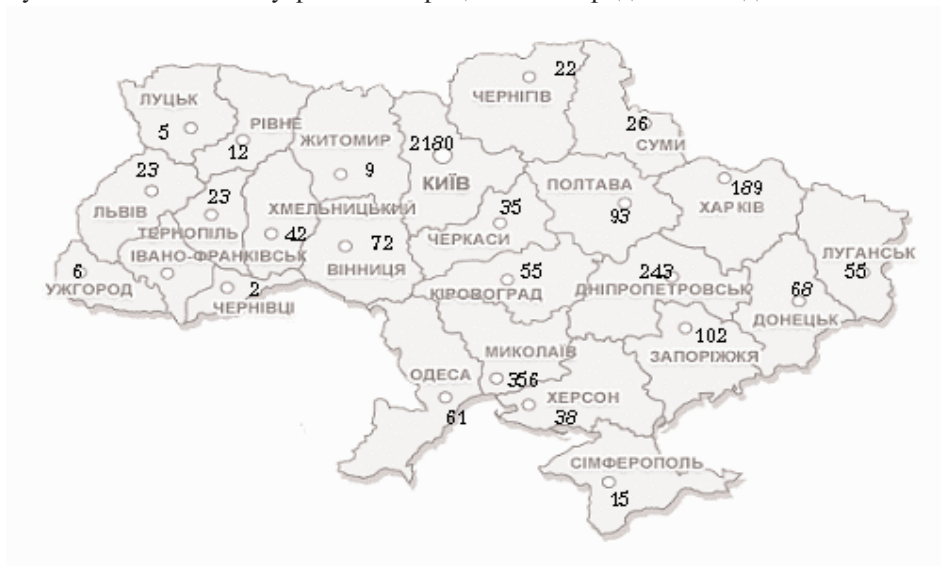 22
ЧЕРНІГІВ
ЛУЦЬК
5
РІВНЕ
12
ЖИТОМИР
9
2180
КИЇВ
26
СУМИ
23
ЛЬВІВ
23
ТЕРНОПІЛЬ
ХМЕЛЬНИЦЬКИЙ
42
ПОЛТАВА
93
189
ХАРКІВ
35
ЧЕРКАСИ
72
ВІННИЦЯ
ІВАНО-ФРАНКІВСЬК
ЛУГАНСЬК
55
6
УЖГОРОД
2
ЧЕРНІВЦІ
55
КІРОВОГРАД
243
ДНІПРОПЕТРОВСЬК
68
ДОНЕЦЬК
102
ЗАПОРІЖЖЯ
МИКОЛАЇВ
356
ОДЕСА
61
ХЕРСОН
38
СІМФЕРОПОЛЬ
15